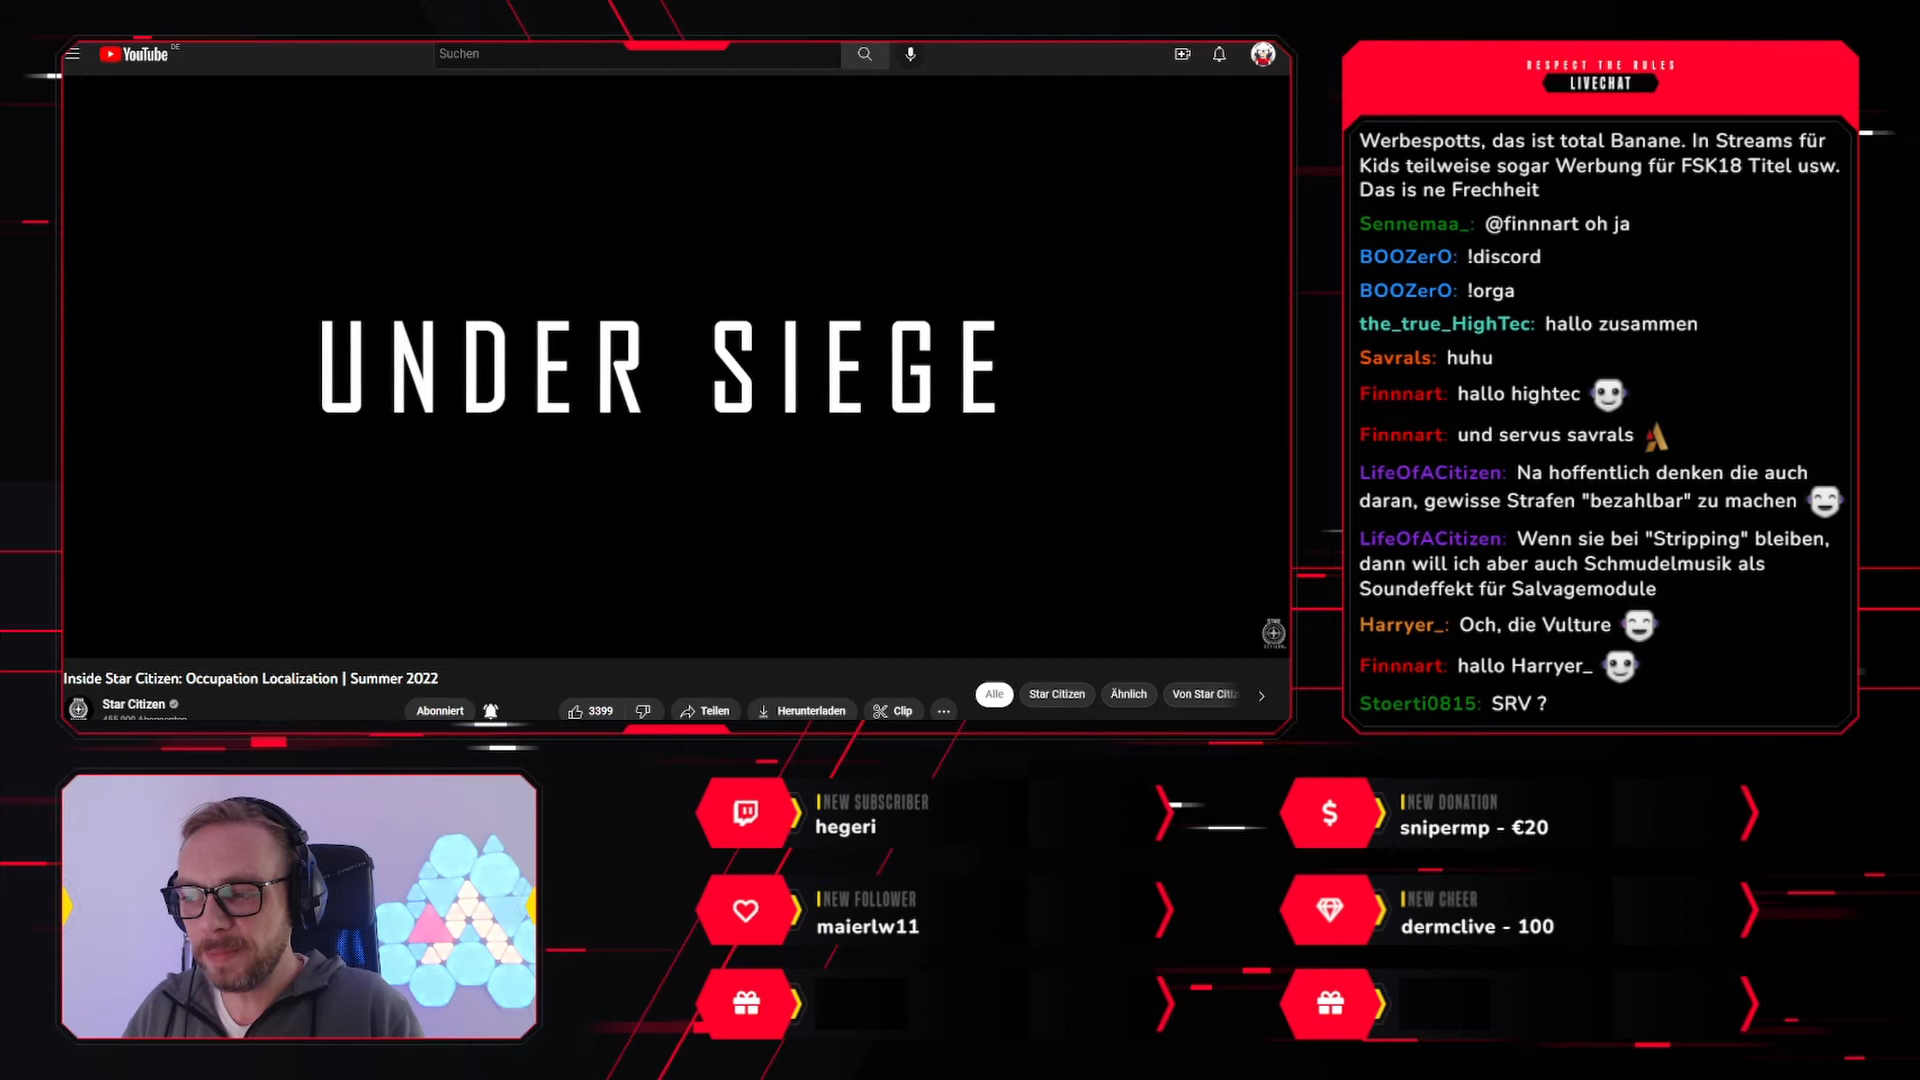 YouTube DE
Suchen
UNDER SIEGE
Inside Star Citizen: Occupation Localization | Summer 2022
Star Citizen
Abonniert
3399
Teilen
Herunterladen
Clip
...
Alle
Star Citizen
Ähnlich
Von Star Citiz
RESPECT THE RULES
LIVECHAT
Werbespotts, das ist total Banane. In Streams für
Kids teilweise sogar Werbung für FSK18 Titel usw.
Das is ne Frechheit
Sennemaa_: @finnnart oh ja
BOOZerO: !discord
BOOZerO: !orga
the_true_HighTec: hallo zusammen
Savrals: huhu
Finnnart: hallo hightec
Finnnart: und servus savrals
LifeOfACitizen: Na hoffentlich denken die auch
daran, gewisse Strafen "bezahlbar" zu machen
LifeOfACitizen: Wenn sie bei "Stripping" bleiben,
dann will ich aber auch Schmudelmusik als
Soundeffekt für Salvagemodule
Harryer_: Och, die Vulture
Finnnart: hallo Harryer_
Stoerti0815: SRV ?
NEW SUBSCRIBER
hegeri
NEW DONATION
snipermp - €20
NEW FOLLOWER
maierlw11
NEW CHEER
dermclive - 100